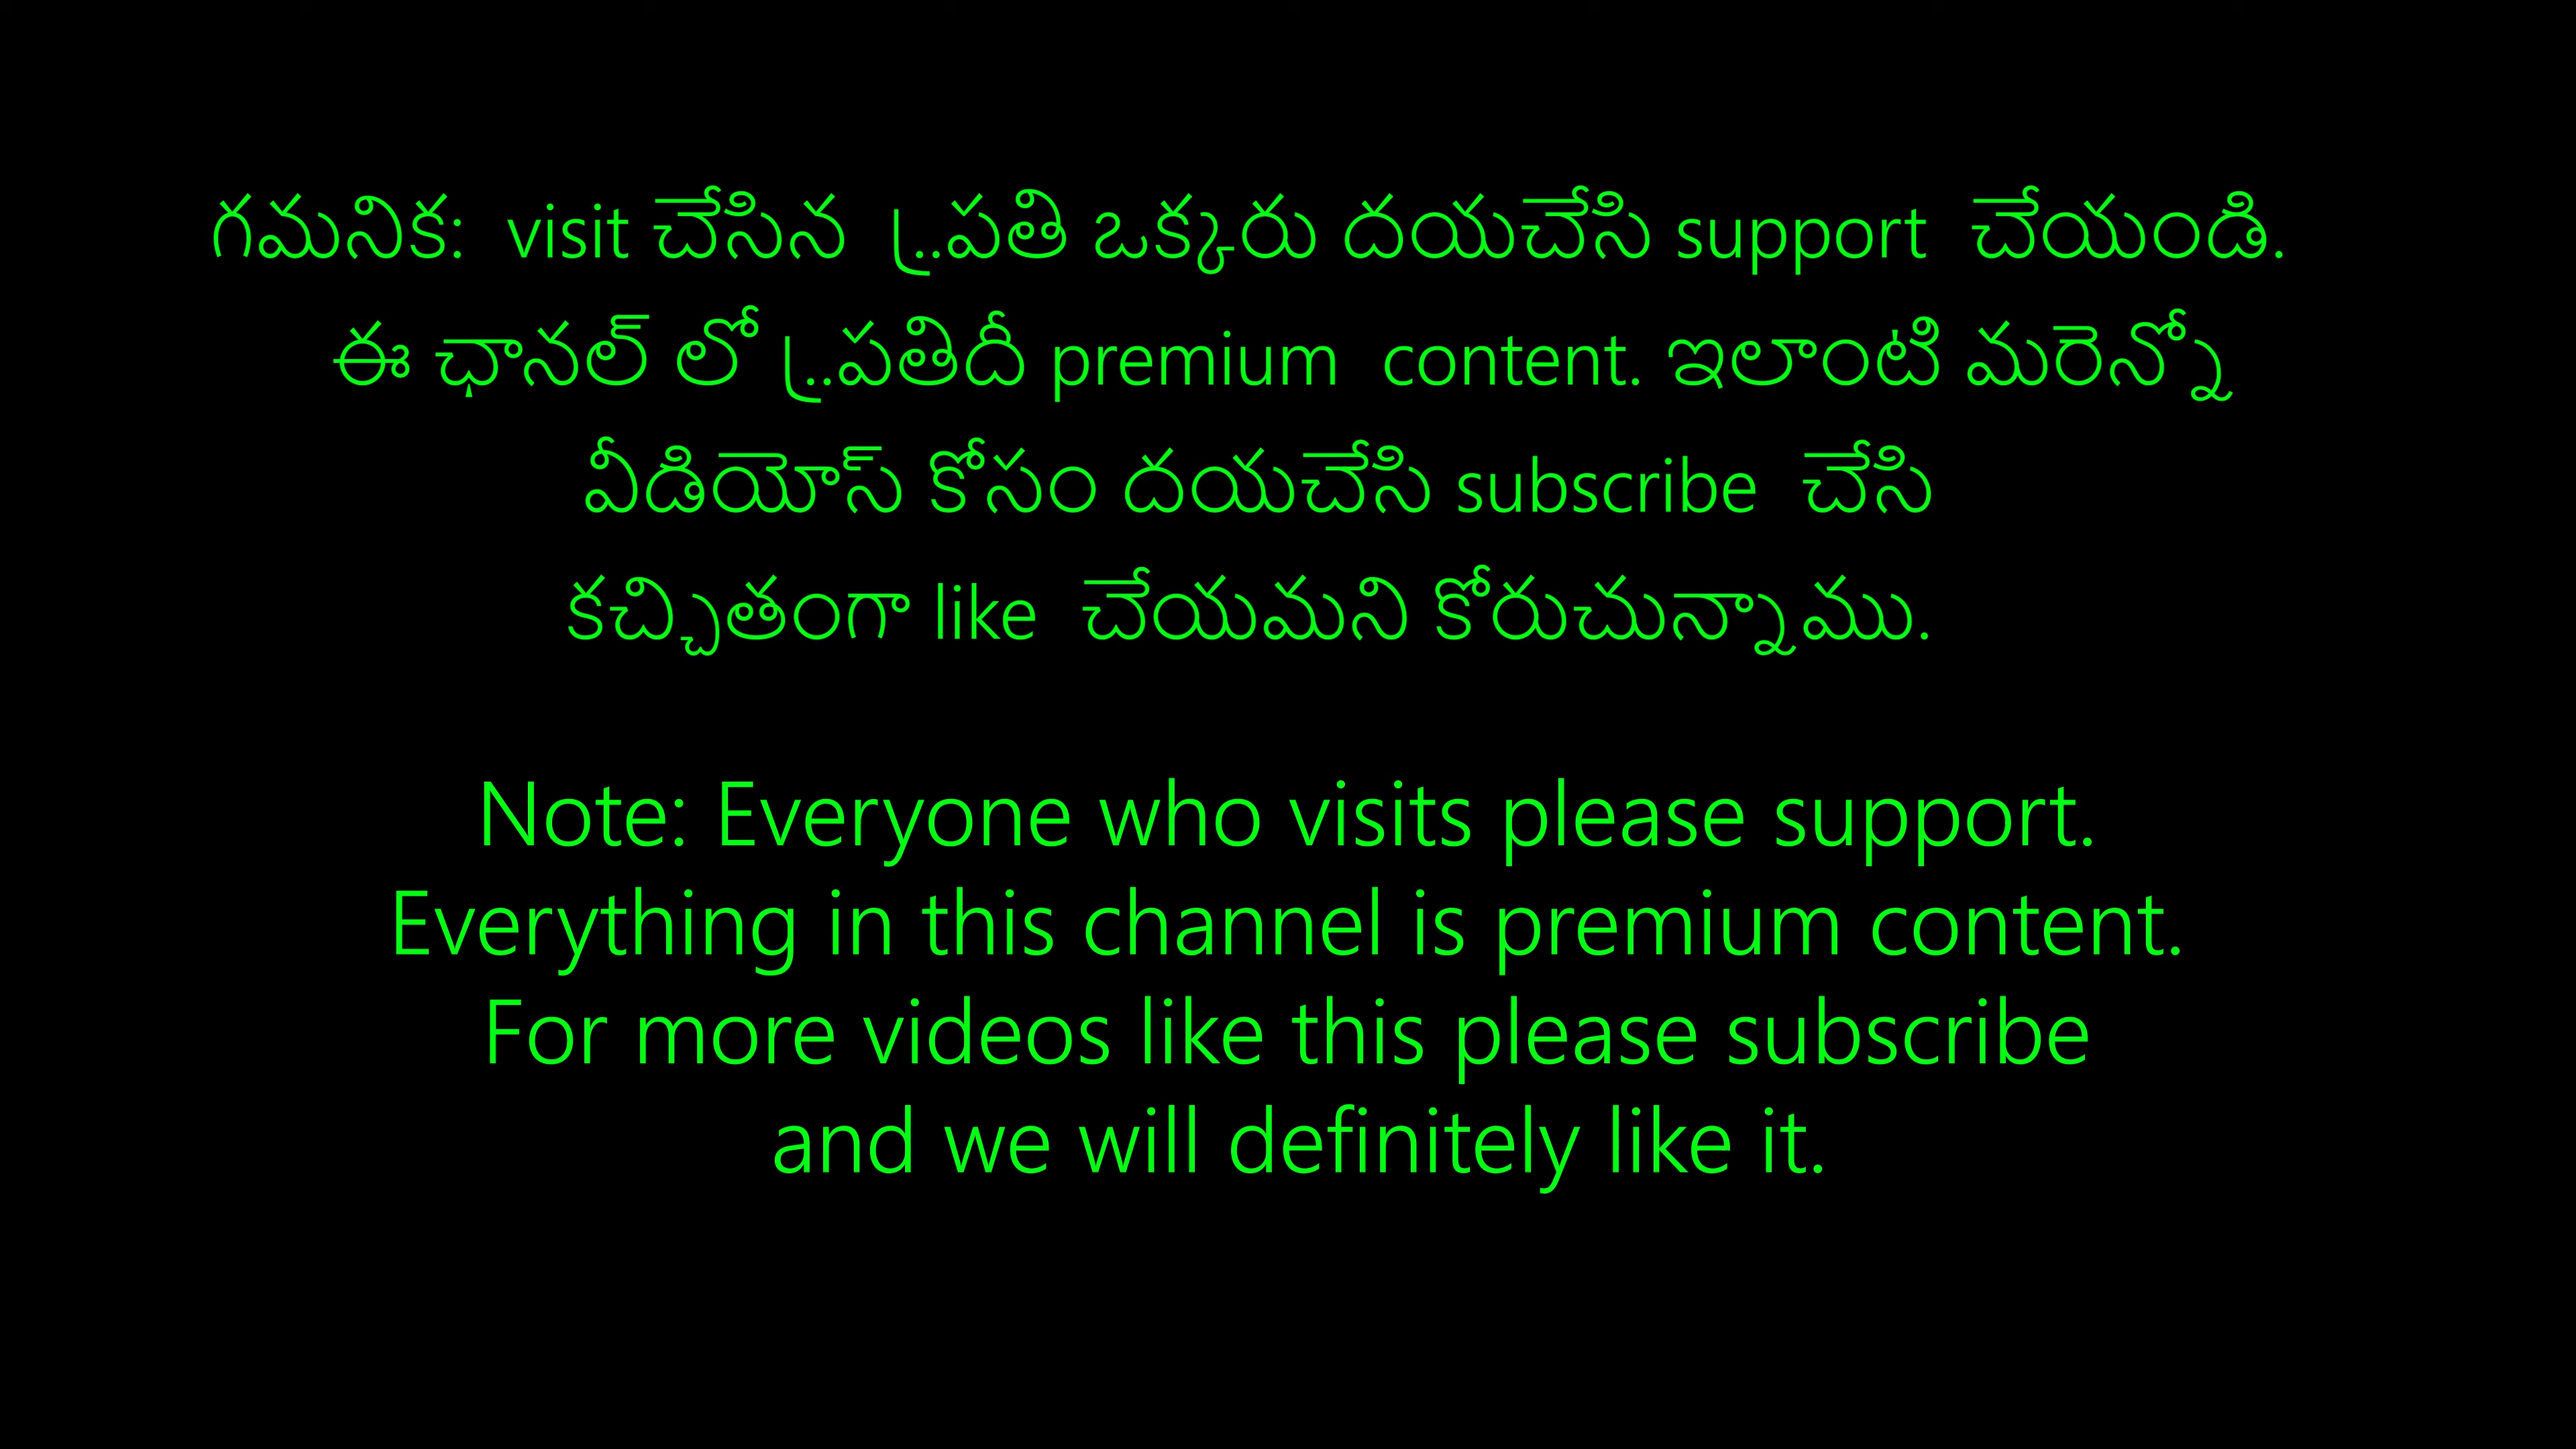 గమనిక: visit చేసిన ప్రతి ఒక్కరు దయచేసి support చేయండి.
ఈ ఛానల్ లో ప్రతిదీ premium content. ఇలాంటి మరెన్నో
వీడియోస్ కోసం దయచేసి subscribe చేసి
కచ్చితంగా like చేయమని కోరుచున్నాము.
Note: Everyone who visits please support.
Everything in this channel is premium content.
For more videos like this please subscribe
and we will definitely like it.